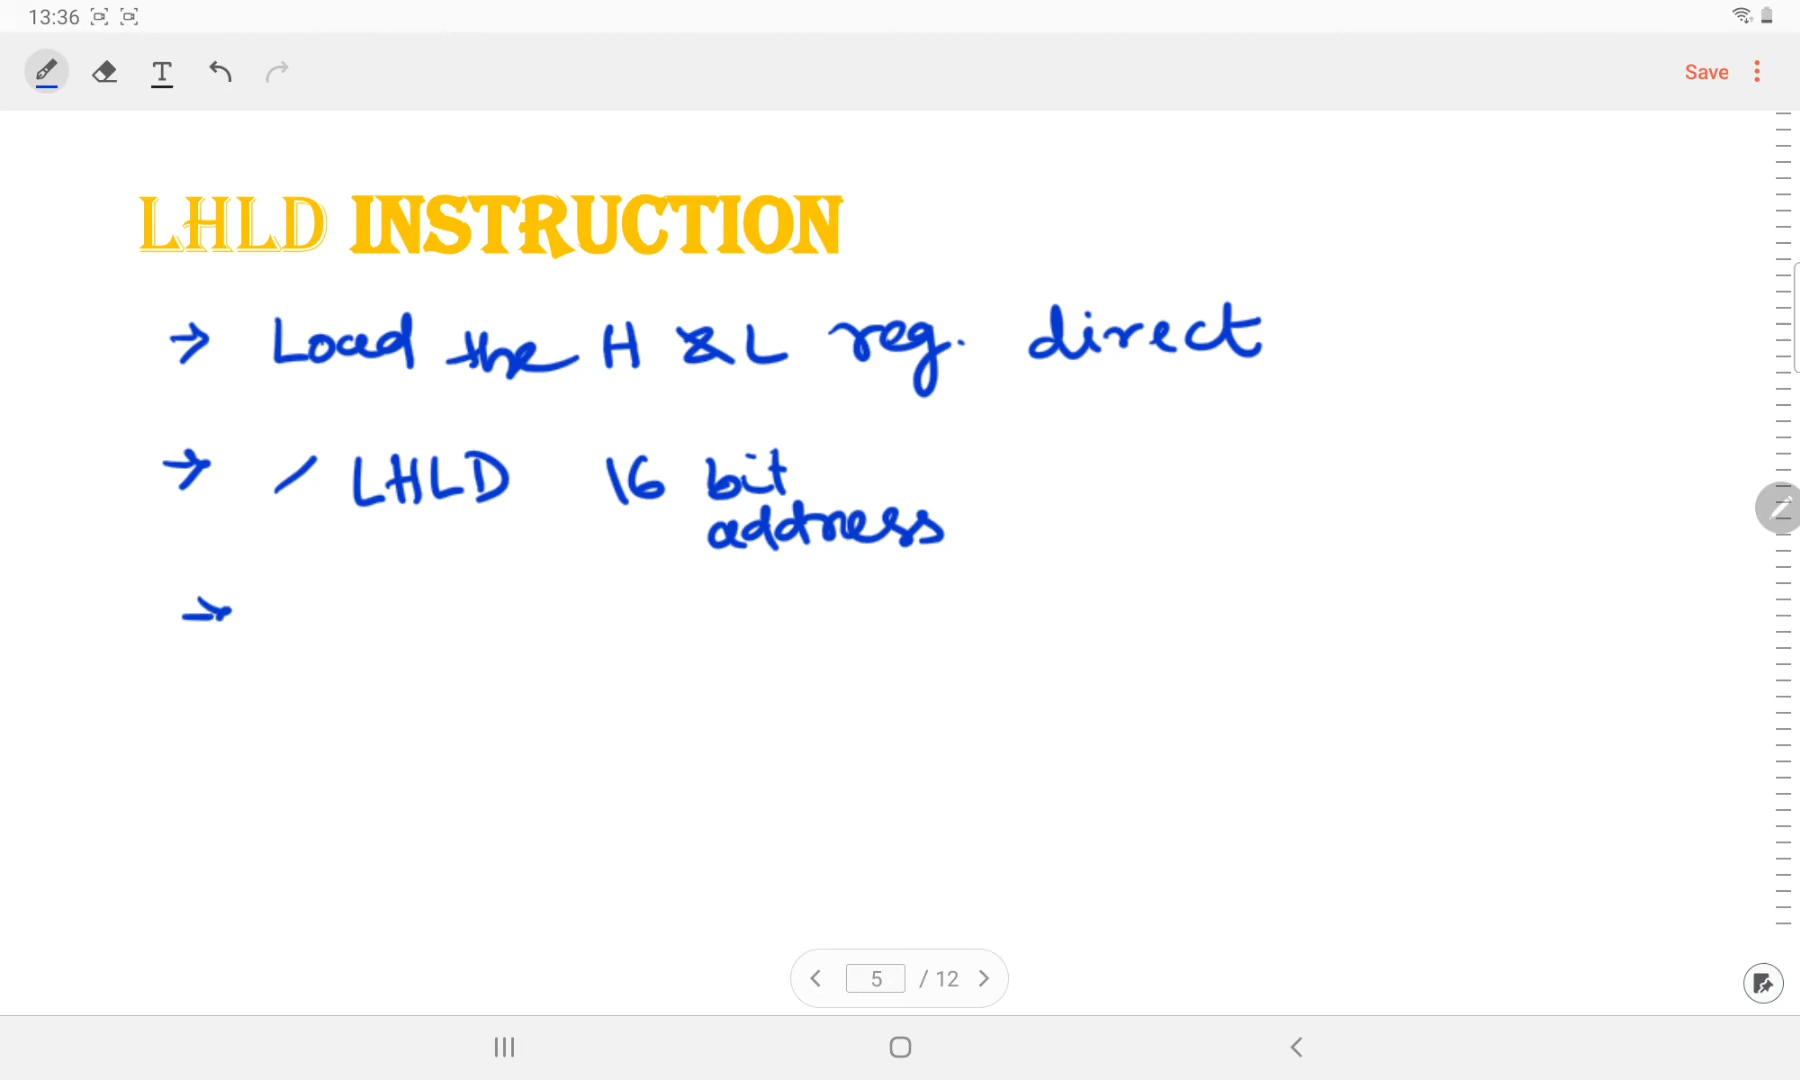 13:36
Save
LHLD INSTRUCTION
→ Load the H & L reg. direct
→ / LHLD 16 bit
address
→
5 / 12